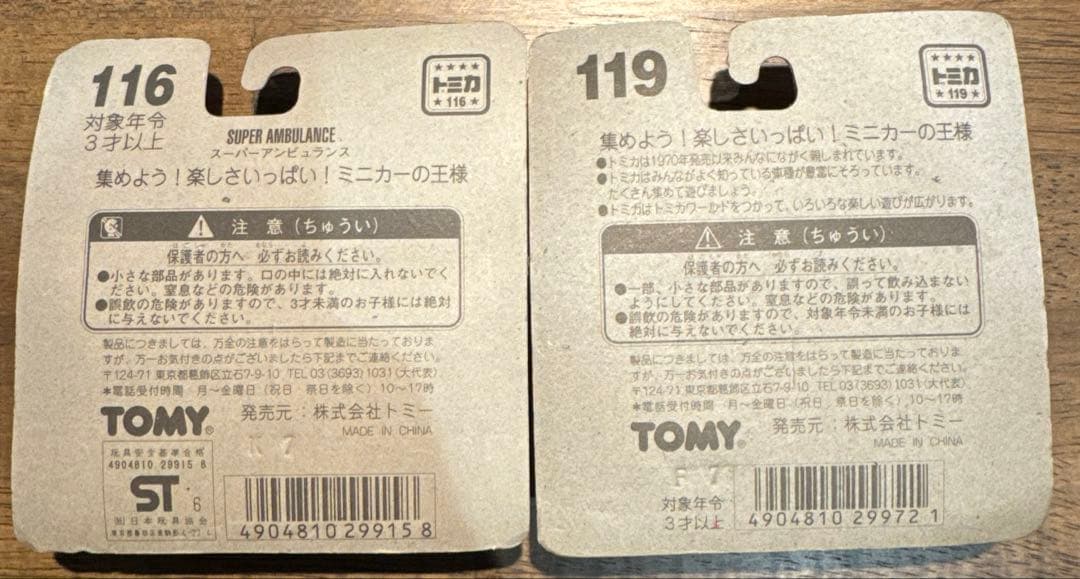 116
対象年令
3才以上
トミカ
116
SUPER AMBULANCE
スーパーアンビュランス
集めよう！楽しさいっぱい！ミニカーの王様
注 意（ちゅうい）
保護者の方へ 必ずお読みください。
●小さな部品があります。口の中には絶対に入れないでく
ださい。窒息などの危険があります。
●誤飲の危険がありますので、3才未満のお子様には絶対
に与えないでください。
製品につきましては、万全の注意をはらって製造に当たっておりま
すが、万一お気付きの点がございましたら下記までご連絡ください。
〒124-71 東京都葛飾区立石7-9-10 TEL 03(3693)1031(大代表)
＊電話受付時間 月〜金曜日(祝日・祭日を除く)10〜17時
TOMY® 発売元：株式会社トミー
MADE IN CHINA
K 7
玩具安全基準合格
4904810 29915 8
ST 6
(社)日本玩具協会
4904810 299158
119
トミカ
119
集めよう！楽しさいっぱい！ミニカーの王様
●トミカは1970年発売以来みんなにながく親しまれています。
●トミカはみんながよく知っている車種が豊富にそろっています。
たくさん集めて遊びましょう。
●トミカはトミカワールドをつかって、いろいろな楽しい遊びが広がります。
注 意（ちゅうい）
保護者の方へ 必ずお読みください。
●一部、小さな部品がありますので、誤って飲み込まない
ようにしてください。窒息などの危険があります。
●誤飲の危険がありますので、対象年令未満のお子様には
絶対に与えないでください。
製品につきましては、万全の注意をはらって製造に当たっております
が、万一お気付きの点がございましたら下記までご連絡ください。
〒124-71 東京都葛飾区立石7-9-10 TEL 03(3693)1031(大代表)
＊電話受付時間 月〜金曜日(祝日・祭日を除く)10〜17時
TOMY® 発売元：株式会社トミー
MADE IN CHINA
対象年令
3才以上
4904810 299721